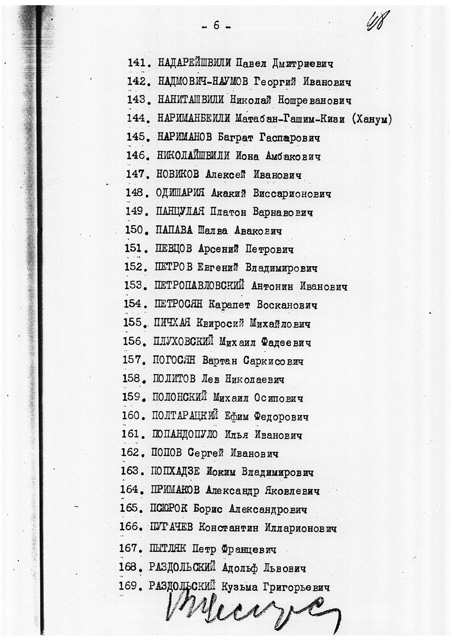 - 6 -
48
141. НАДАРЕЙШВИЛИ Павел Дмитриевич
142. НАДМОВИЧ-НАУМОВ Георгий Иванович
143. НАНИТАШВИЛИ Николай Ношреванович
144. НАРИМАНБЕЙЛИ Матабан-Гашим-Кизи (Ханум)
145. НАРИМАНОВ Баграт Гаспарович
146. НИКОЛАЙШВИЛИ Иона Амбакович
147. НОВИКОВ Алексей Иванович
148. ОДИШАРИЯ Акакий Виссарионович
149. ПАНЦУЛАЯ Платон Варнавович
150. ПАПАВА Шалва Авакович
151. ПЕВЦОВ Арсений Петрович
152. ПЕТРОВ Евгений Владимирович
153. ПЕТРОПАВЛОВСКИЙ Антонин Иванович
154. ПЕТРОСЯН Карапет Восканович
155. ПИЧХАЯ Квиросий Михайлович
156. ПЛУХОВСКИЙ Михаил Фадеевич
157. ПОГОСЯН Вартан Саркисович
158. ПОЛИТОВ Лев Николаевич
159. ПОЛОНСКИЙ Михаил Осипович
160. ПОЛТАРАЦКИЙ Ефим Федорович
161. ПОПАНДОПУЛО Илья Иванович
162. ПОПОВ Сергей Иванович
163. ПОПХАДЗЕ Иоким Владимирович
164. ПРИМАКОВ Александр Яковлевич
165. ПСЮРОК Борис Александрович
166. ПУГАЧЕВ Константин Илларионович
167. ПЫТЛЯК Петр Францевич
168. РАЗДОЛЬСКИЙ Адольф Львович
169. РАЗДОЛЬСКИЙ Кузьма Григорьевич